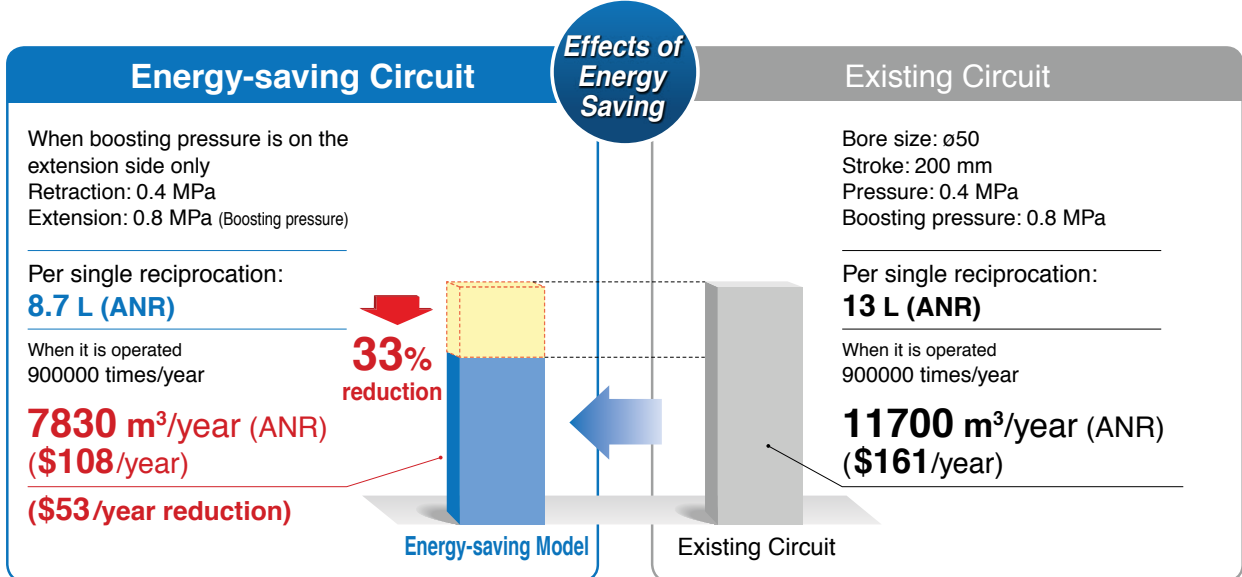 Effects of
Energy
Saving
Energy-saving Circuit
When boosting pressure is on the
extension side only
Retraction: 0.4 MPa
Extension: 0.8 MPa (Boosting pressure)
Per single reciprocation:
8.7 L (ANR)
When it is operated
900000 times/year
7830 m³/year (ANR)
($108/year)
($53/year reduction)
33%
reduction
Energy-saving Model
Existing Circuit
Existing Circuit
Bore size: ø50
Stroke: 200 mm
Pressure: 0.4 MPa
Boosting pressure: 0.8 MPa
Per single reciprocation:
13 L (ANR)
When it is operated
900000 times/year
11700 m³/year (ANR)
($161/year)